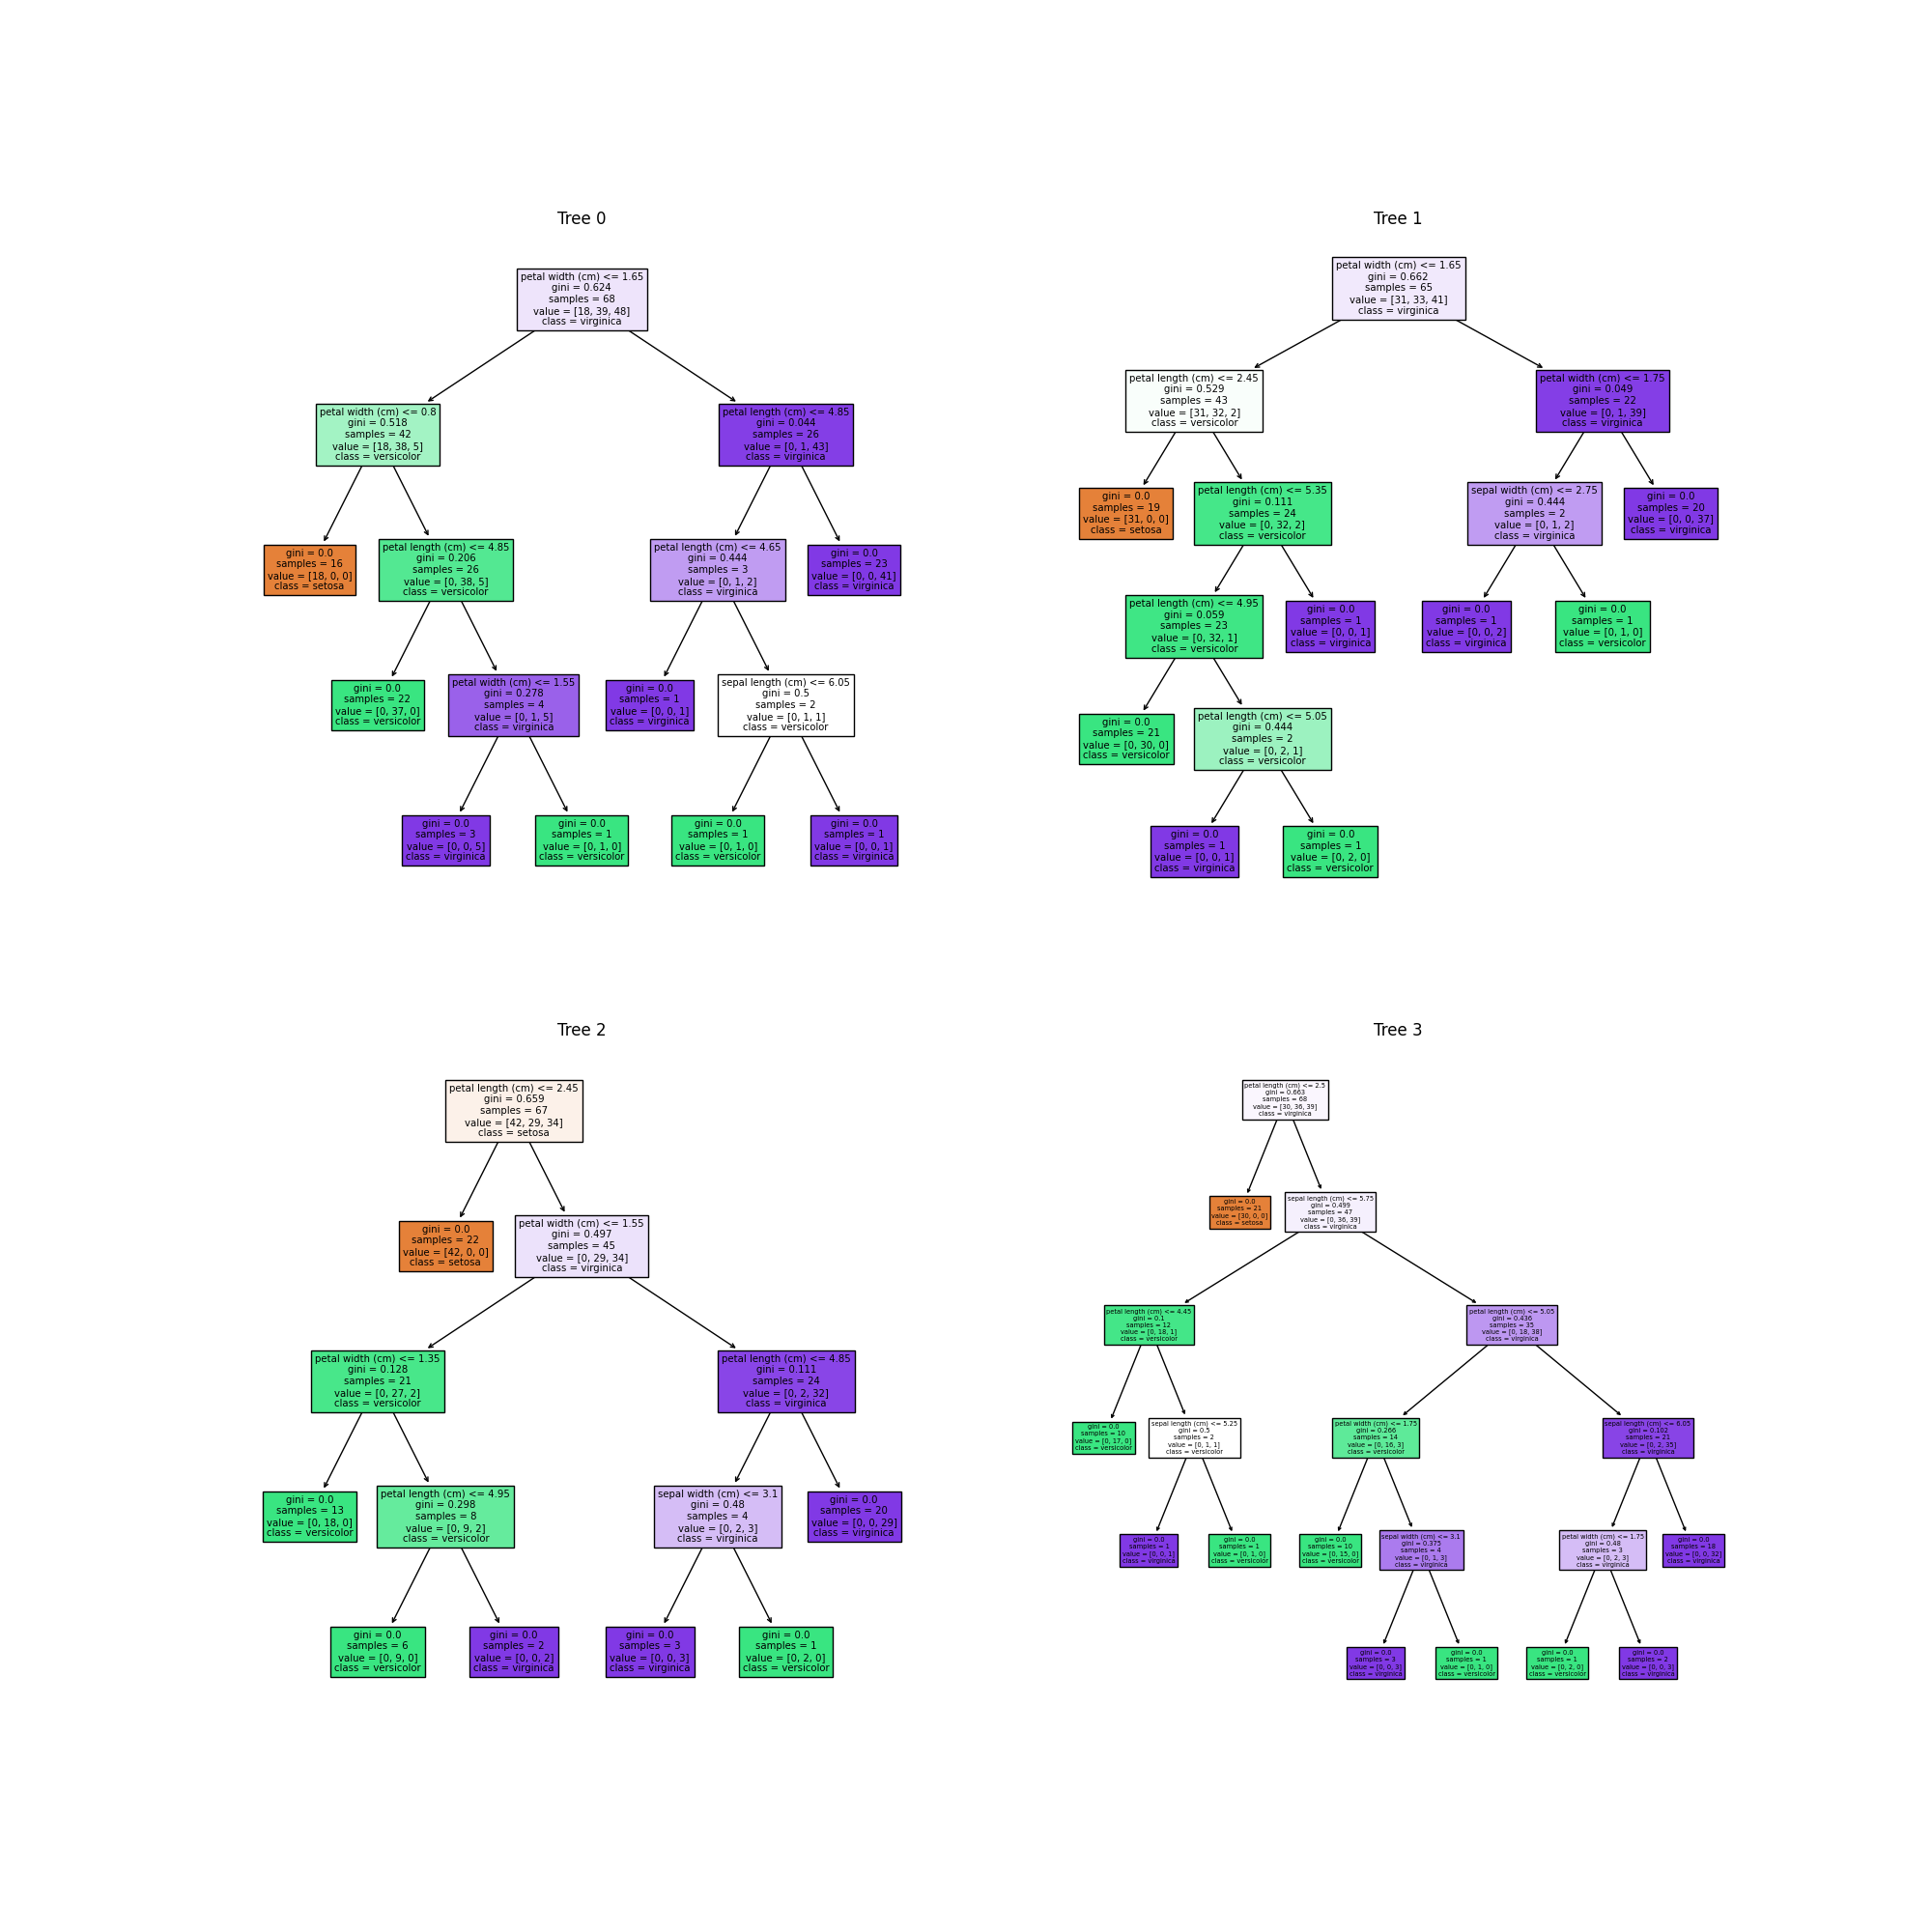 Tree 0
petal width (cm) <= 1.65
gini = 0.624
samples = 68
value = [18, 39, 48]
class = virginica
petal width (cm) <= 0.8
gini = 0.518
samples = 42
value = [18, 38, 5]
class = versicolor
petal length (cm) <= 4.85
gini = 0.044
samples = 26
value = [0, 1, 43]
class = virginica
gini = 0.0
samples = 16
value = [18, 0, 0]
class = setosa
petal length (cm) <= 4.85
gini = 0.206
samples = 26
value = [0, 38, 5]
class = versicolor
petal length (cm) <= 4.65
gini = 0.444
samples = 3
value = [0, 1, 2]
class = virginica
gini = 0.0
samples = 23
value = [0, 0, 41]
class = virginica
gini = 0.0
samples = 22
value = [0, 37, 0]
class = versicolor
petal width (cm) <= 1.55
gini = 0.278
samples = 4
value = [0, 1, 5]
class = virginica
gini = 0.0
samples = 1
value = [0, 0, 1]
class = virginica
sepal length (cm) <= 6.05
gini = 0.5
samples = 2
value = [0, 1, 1]
class = versicolor
gini = 0.0
samples = 3
value = [0, 0, 5]
class = virginica
gini = 0.0
samples = 1
value = [0, 1, 0]
class = versicolor
gini = 0.0
samples = 1
value = [0, 1, 0]
class = versicolor
gini = 0.0
samples = 1
value = [0, 0, 1]
class = virginica
Tree 1
petal width (cm) <= 1.65
gini = 0.662
samples = 65
value = [31, 33, 41]
class = virginica
petal length (cm) <= 2.45
gini = 0.529
samples = 43
value = [31, 32, 2]
class = versicolor
petal width (cm) <= 1.75
gini = 0.049
samples = 22
value = [0, 1, 39]
class = virginica
gini = 0.0
samples = 19
value = [31, 0, 0]
class = setosa
petal length (cm) <= 5.35
gini = 0.111
samples = 24
value = [0, 32, 2]
class = versicolor
sepal width (cm) <= 2.75
gini = 0.444
samples = 2
value = [0, 1, 2]
class = virginica
gini = 0.0
samples = 20
value = [0, 0, 37]
class = virginica
petal length (cm) <= 4.95
gini = 0.059
samples = 23
value = [0, 32, 1]
class = versicolor
gini = 0.0
samples = 1
value = [0, 0, 1]
class = virginica
gini = 0.0
samples = 1
value = [0, 0, 2]
class = virginica
gini = 0.0
samples = 1
value = [0, 1, 0]
class = versicolor
gini = 0.0
samples = 21
value = [0, 30, 0]
class = versicolor
petal length (cm) <= 5.05
gini = 0.444
samples = 2
value = [0, 2, 1]
class = versicolor
gini = 0.0
samples = 1
value = [0, 0, 1]
class = virginica
gini = 0.0
samples = 1
value = [0, 2, 0]
class = versicolor
Tree 2
petal length (cm) <= 2.45
gini = 0.659
samples = 67
value = [42, 29, 34]
class = setosa
gini = 0.0
samples = 22
value = [42, 0, 0]
class = setosa
petal width (cm) <= 1.55
gini = 0.497
samples = 45
value = [0, 29, 34]
class = virginica
petal width (cm) <= 1.35
gini = 0.128
samples = 21
value = [0, 27, 2]
class = versicolor
petal length (cm) <= 4.85
gini = 0.111
samples = 24
value = [0, 2, 32]
class = virginica
gini = 0.0
samples = 13
value = [0, 18, 0]
class = versicolor
petal length (cm) <= 4.95
gini = 0.298
samples = 8
value = [0, 9, 2]
class = versicolor
sepal width (cm) <= 3.1
gini = 0.48
samples = 4
value = [0, 2, 3]
class = virginica
gini = 0.0
samples = 20
value = [0, 0, 29]
class = virginica
gini = 0.0
samples = 6
value = [0, 9, 0]
class = versicolor
gini = 0.0
samples = 2
value = [0, 0, 2]
class = virginica
gini = 0.0
samples = 3
value = [0, 0, 3]
class = virginica
gini = 0.0
samples = 1
value = [0, 2, 0]
class = versicolor
Tree 3
petal length (cm) <= 2.5
gini = 0.663
samples = 68
value = [30, 36, 39]
class = virginica
gini = 0.0
samples = 21
value = [30, 0, 0]
class = setosa
sepal length (cm) <= 5.75
gini = 0.499
samples = 47
value = [0, 36, 39]
class = virginica
petal length (cm) <= 4.45
gini = 0.1
samples = 12
value = [0, 18, 1]
class = versicolor
petal length (cm) <= 5.05
gini = 0.436
samples = 35
value = [0, 18, 38]
class = virginica
gini = 0.0
samples = 10
value = [0, 17, 0]
class = versicolor
sepal length (cm) <= 5.25
gini = 0.5
samples = 2
value = [0, 1, 1]
class = versicolor
petal width (cm) <= 1.75
gini = 0.266
samples = 14
value = [0, 16, 3]
class = versicolor
sepal length (cm) <= 6.05
gini = 0.102
samples = 21
value = [0, 2, 35]
class = virginica
gini = 0.0
samples = 1
value = [0, 0, 1]
class = virginica
gini = 0.0
samples = 1
value = [0, 1, 0]
class = versicolor
gini = 0.0
samples = 10
value = [0, 15, 0]
class = versicolor
sepal width (cm) <= 3.1
gini = 0.375
samples = 4
value = [0, 1, 3]
class = virginica
petal width (cm) <= 1.75
gini = 0.48
samples = 3
value = [0, 2, 3]
class = virginica
gini = 0.0
samples = 18
value = [0, 0, 32]
class = virginica
gini = 0.0
samples = 3
value = [0, 0, 3]
class = virginica
gini = 0.0
samples = 1
value = [0, 1, 0]
class = versicolor
gini = 0.0
samples = 1
value = [0, 2, 0]
class = versicolor
gini = 0.0
samples = 2
value = [0, 0, 3]
class = virginica